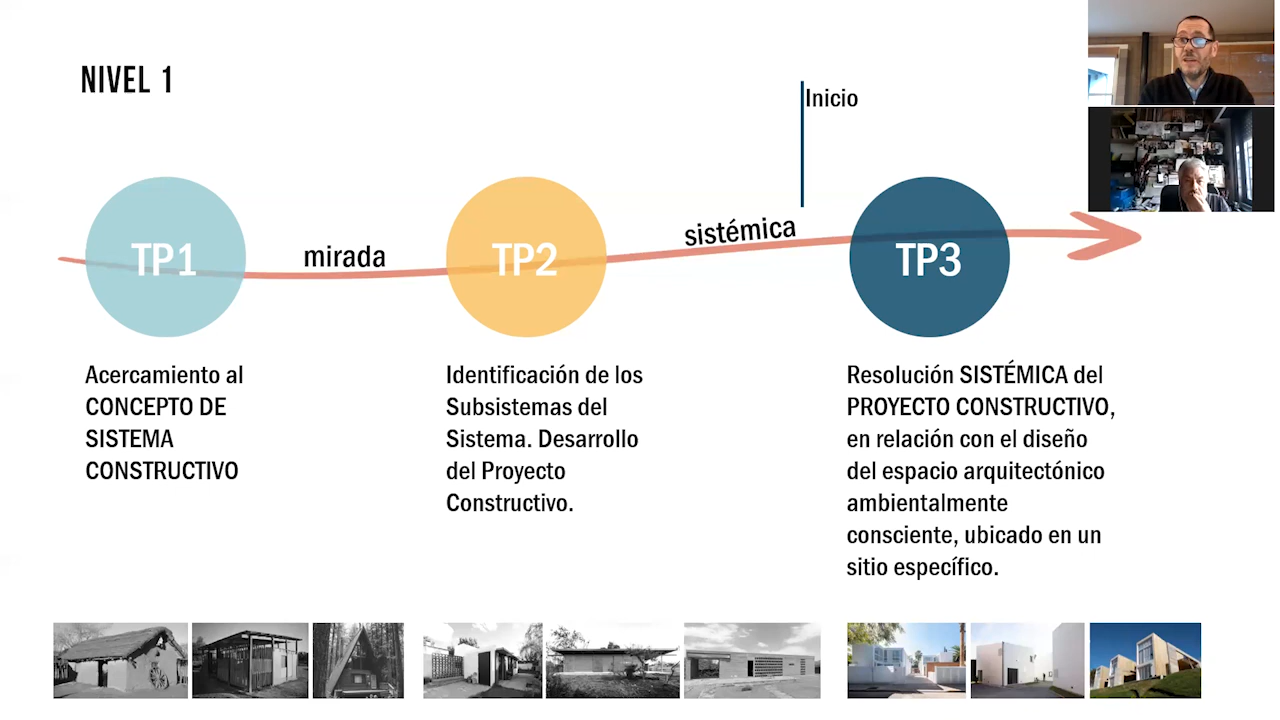 NIVEL 1
Inicio
TP1
mirada
TP2
sistémica
TP3
Acercamiento al
CONCEPTO DE
SISTEMA
CONSTRUCTIVO
Identificación de los
Subsistemas del
Sistema. Desarrollo
del Proyecto
Constructivo.
Resolución SISTÉMICA del
PROYECTO CONSTRUCTIVO,
en relación con el diseño
del espacio arquitectónico
ambientalmente
consciente, ubicado en un
sitio específico.